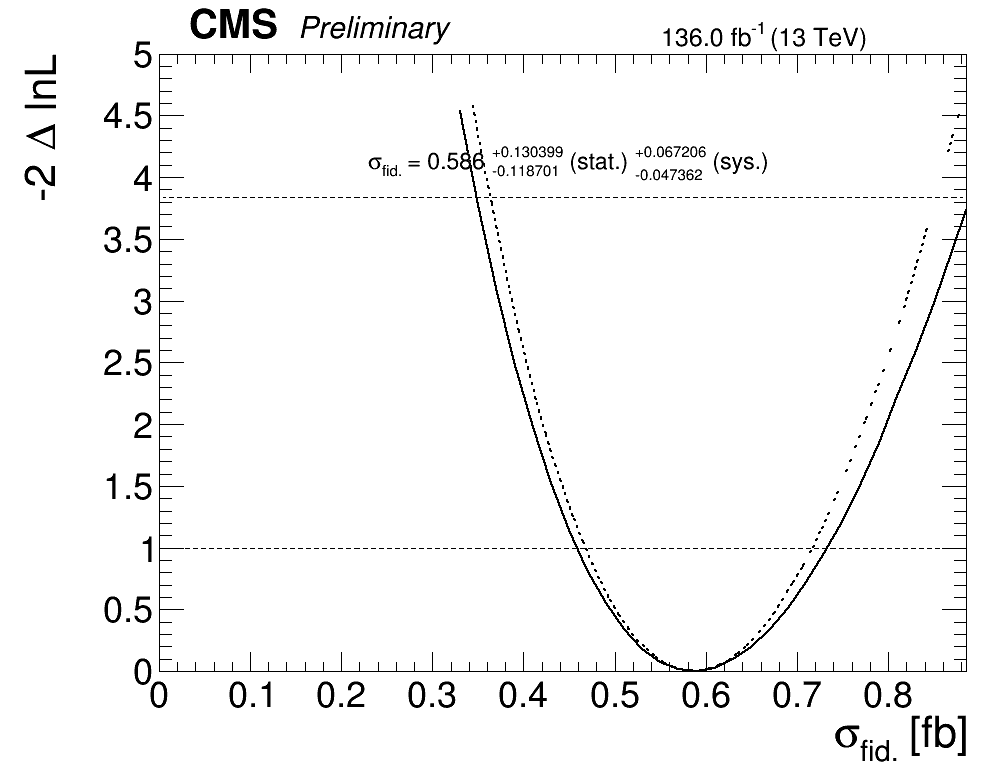 CMS Preliminary
136.0 fb-1 (13 TeV)
-2 Δ lnL
5
4.5
4
3.5
3
2.5
2
1.5
1
0.5
0
σfid. = 0.586 +0.130399 -0.118701 (stat.) +0.067206 -0.047362 (sys.)
0 0.1 0.2 0.3 0.4 0.5 0.6 0.7 0.8
σfid. [fb]